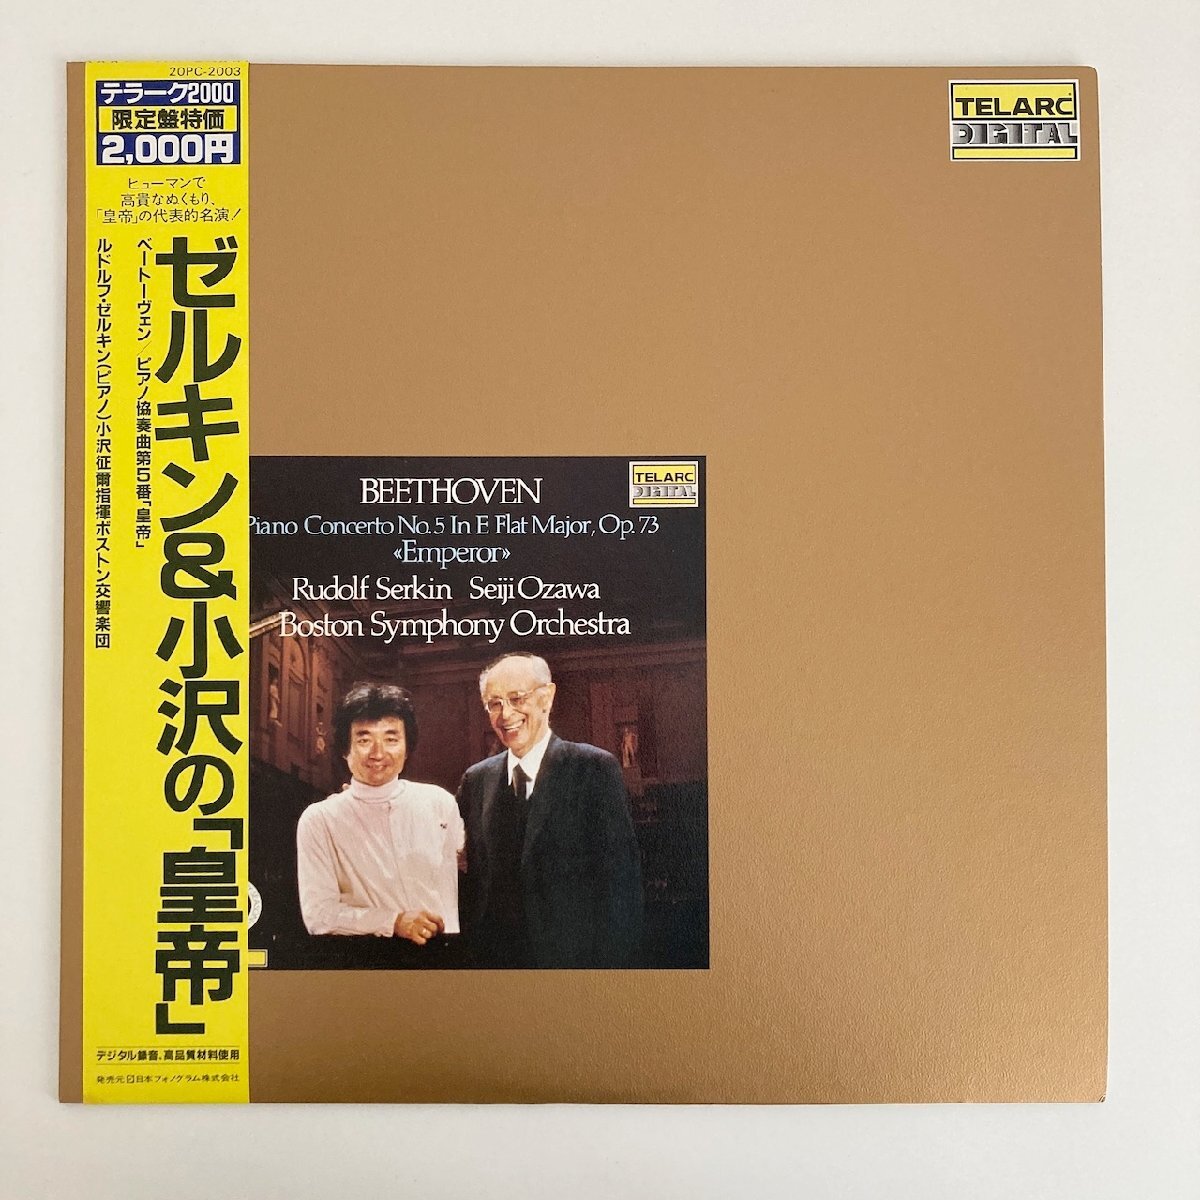 20PC-2003
テラーク2000
限定盤特価
2,000円
ヒューマンで
高貴なぬくもり、
「皇帝」の代表的名演!
ゼルキン&小沢の「皇帝」
ベートーヴェン/ピアノ協奏曲第5番「皇帝」
ルドルフ・ゼルキン(ピアノ)小沢征爾指揮ボストン交響楽団
デジタル録音、高品質材料使用
発売元 日本フォノグラム株式会社
TELARC
DIGITAL
TELARC
DIGITAL
BEETHOVEN
Piano Concerto No. 5 In E Flat Major, Op. 73
«Emperor»
Rudolf Serkin Seiji Ozawa
Boston Symphony Orchestra